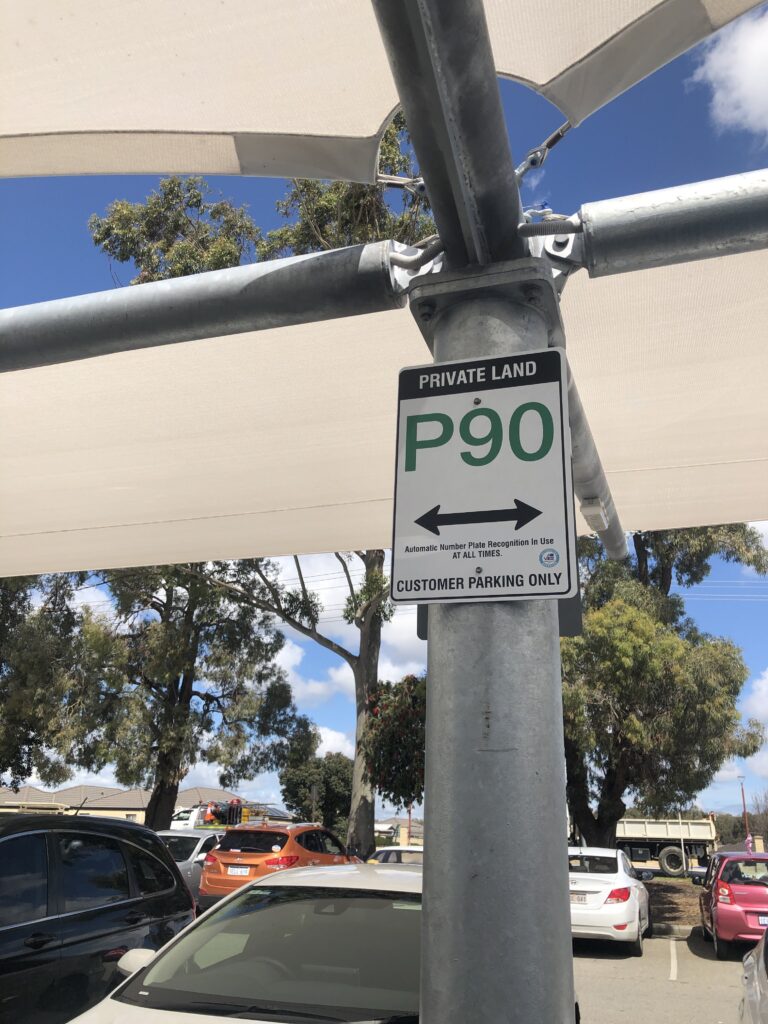 PRIVATE LAND
P90
Automatic Number Plate Recognition In Use
AT ALL TIMES.
CUSTOMER PARKING ONLY